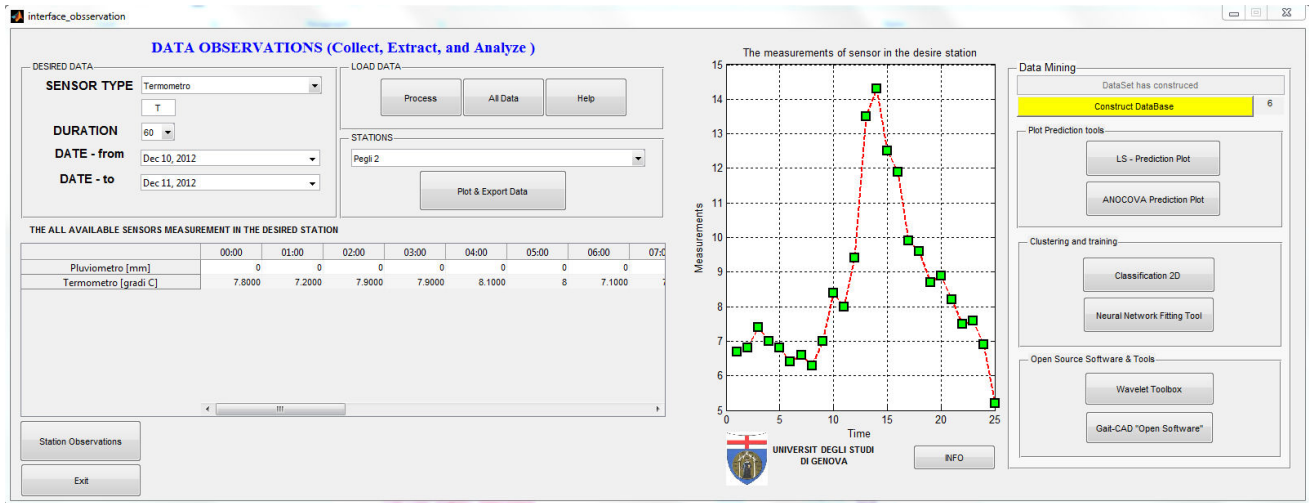 interface_obsservation
DATA OBSERVATIONS (Collect, Extract, and Analyze )
DESIRED DATA
SENSOR TYPE
Termometro
T
DURATION
60
DATE - from
Dec 10, 2012
DATE - to
Dec 11, 2012
LOAD DATA
Process
All Data
Help
STATIONS
Pegli 2
Plot & Export Data
THE ALL AVAILABLE SENSORS MEASUREMENT IN THE DESIRED STATION
00:00 01:00 02:00 03:00 04:00 05:00 06:00 07:0
Pluviometro [mm] 0 0 0 0 0 0 0
Termometro [gradi C] 7.8000 7.2000 7.9000 7.9000 8.1000 8 7.1000
Station Observations
Exit
The measurements of sensor in the desire station
Measurements
15
14
13
12
11
10
9
8
7
6
5
0 5 10 15 20 25
Time
UNIVERSIT DEGLI STUDI
DI GENOVA
INFO
Data Mining
DataSet has construced
Construct DataBase
6
Plot Prediction tools
LS - Prediction Plot
ANOCOVA Prediction Plot
Clustering and training
Classification 2D
Neural Network Fitting Tool
Open Source Software & Tools
Wavelet Toolbox
Gait-CAD "Open Software"